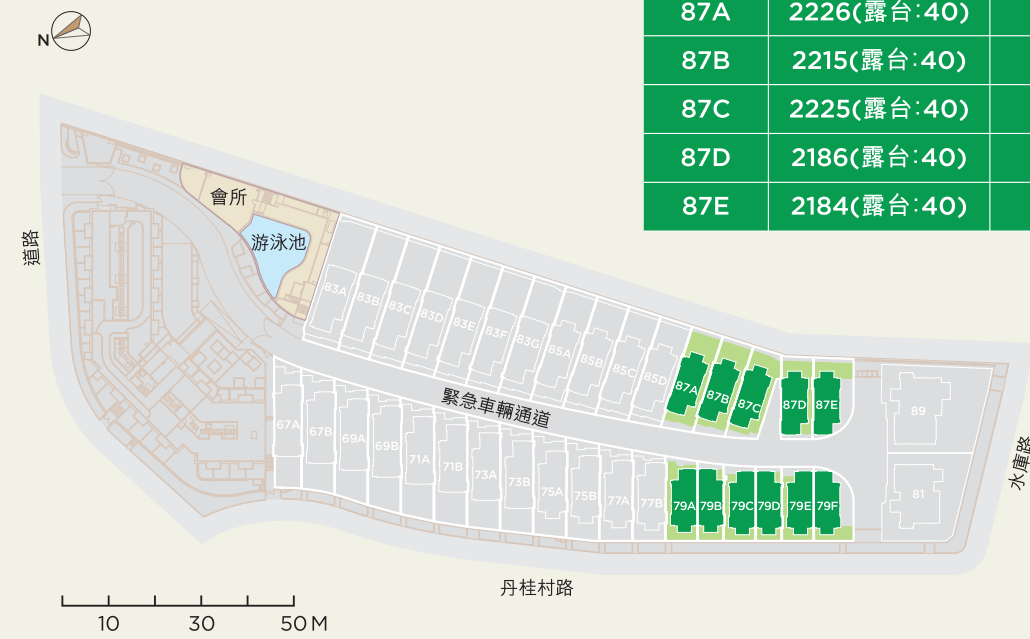 N
87A 2226(露台:40)
87B 2215(露台:40)
87C 2225(露台:40)
87D 2186(露台:40)
87E 2184(露台:40)
會所
游泳池
道路
83A
83B
83C
83D
83E
83F
83G
85A
85B
85C
85D
87A
87B
87C
87D
87E
89
緊急車輛通道
67A
67B
69A
69B
71A
71B
73A
73B
75A
75B
77A
77B
79A
79B
79C
79D
79E
79F
81
水庫路
丹桂村路
10 30 50 M